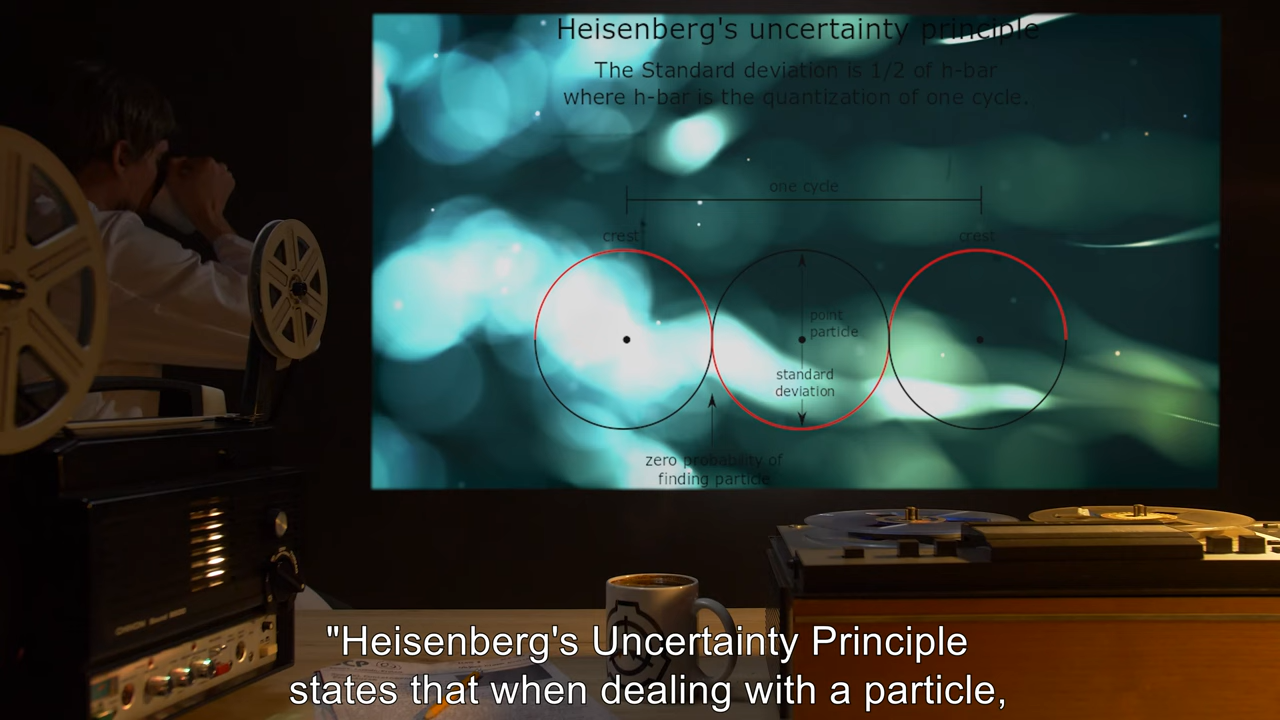 Heisenberg's uncertainty principle
The Standard deviation is 1/2 of h-bar
where h-bar is the quantization of one cycle.
one cycle
crest
crest
point
particle
standard
deviation
zero probability of
finding particle
"Heisenberg's Uncertainty Principle
states that when dealing with a particle,